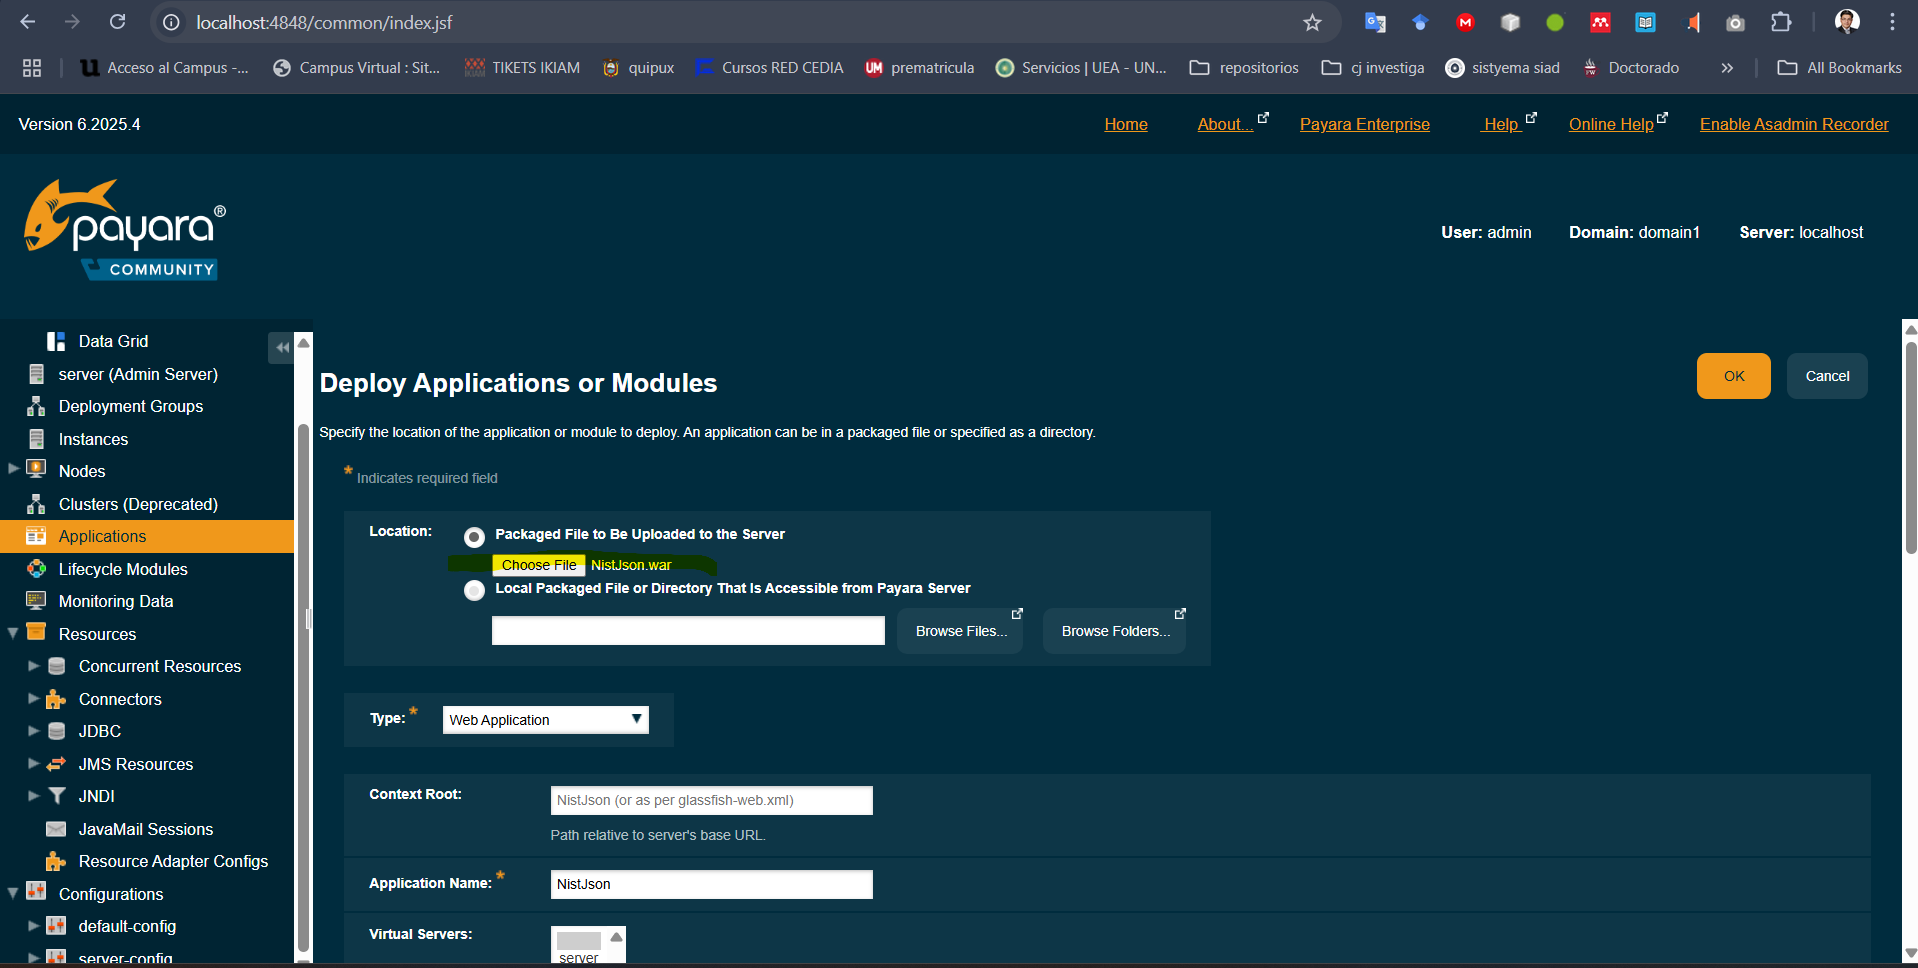 localhost:4848/common/index.jsf
Acceso al Campus -...
Campus Virtual : Sit...
TIKETS IKIAM
quipux
Cursos RED CEDIA
UM prematricula
Servicios | UEA - UN...
repositorios
cj investiga
sistyema siad
Doctorado
All Bookmarks
Version 6.2025.4
Home
About...
Payara Enterprise
Help
Online Help
Enable Asadmin Recorder
payara®
COMMUNITY
User: admin
Domain: domain1
Server: localhost
Data Grid
server (Admin Server)
Deployment Groups
Instances
Nodes
Clusters (Deprecated)
Applications
Lifecycle Modules
Monitoring Data
Resources
Concurrent Resources
Connectors
JDBC
JMS Resources
JNDI
JavaMail Sessions
Resource Adapter Configs
Configurations
default-config
server-config
Deploy Applications or Modules
OK
Cancel
Specify the location of the application or module to deploy. An application can be in a packaged file or specified as a directory.
* Indicates required field
Location:
Packaged File to Be Uploaded to the Server
Choose File NistJson.war
Local Packaged File or Directory That Is Accessible from Payara Server
Browse Files...
Browse Folders...
Type: *
Web Application
Context Root:
NistJson (or as per glassfish-web.xml)
Path relative to server's base URL.
Application Name: *
NistJson
Virtual Servers:
server